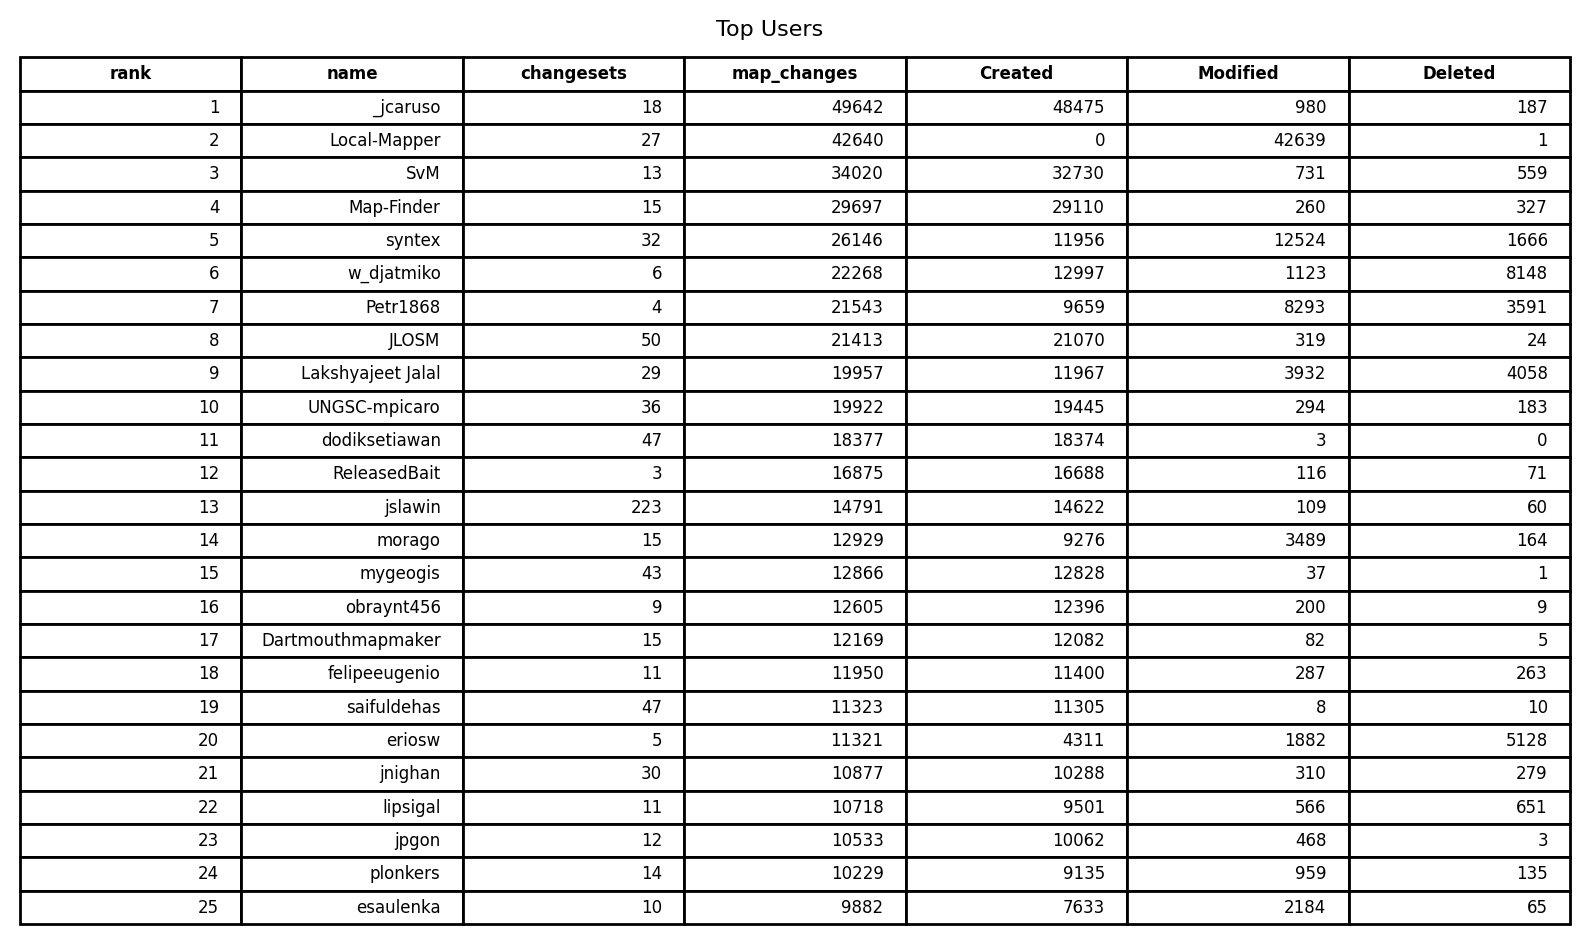 Top Users
rank name changesets map_changes Created Modified Deleted
1 _jcaruso 18 49642 48475 980 187
2 Local-Mapper 27 42640 0 42639 1
3 SvM 13 34020 32730 731 559
4 Map-Finder 15 29697 29110 260 327
5 syntex 32 26146 11956 12524 1666
6 w_djatmiko 6 22268 12997 1123 8148
7 Petr1868 4 21543 9659 8293 3591
8 JLOSM 50 21413 21070 319 24
9 Lakshyajeet Jalal 29 19957 11967 3932 4058
10 UNGSC-mpicaro 36 19922 19445 294 183
11 dodiksetiawan 47 18377 18374 3 0
12 ReleasedBait 3 16875 16688 116 71
13 jslawin 223 14791 14622 109 60
14 morago 15 12929 9276 3489 164
15 mygeogis 43 12866 12828 37 1
16 obraynt456 9 12605 12396 200 9
17 Dartmouthmapmaker 15 12169 12082 82 5
18 felipeeugenio 11 11950 11400 287 263
19 saifuldehas 47 11323 11305 8 10
20 eriosw 5 11321 4311 1882 5128
21 jnighan 30 10877 10288 310 279
22 lipsigal 11 10718 9501 566 651
23 jpgon 12 10533 10062 468 3
24 plonkers 14 10229 9135 959 135
25 esaulenka 10 9882 7633 2184 65